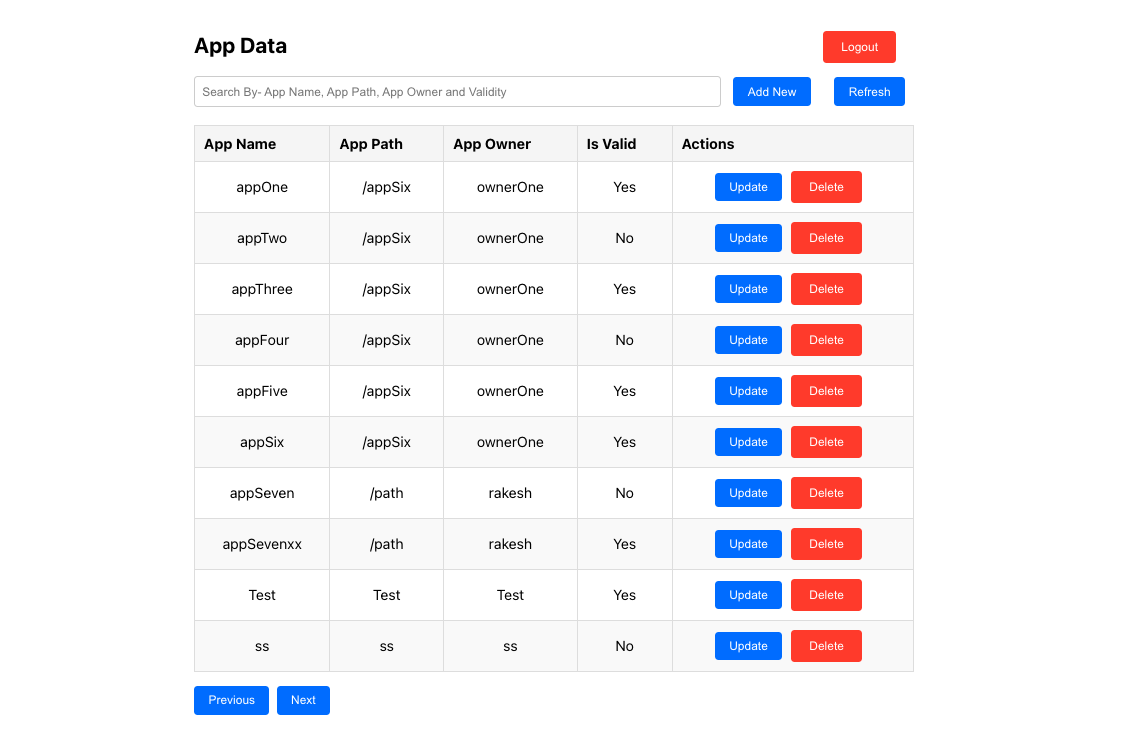 App Data
Logout
Search By- App Name, App Path, App Owner and Validity
Add New
Refresh
App Name App Path App Owner Is Valid Actions
appOne /appSix ownerOne Yes Update Delete
appTwo /appSix ownerOne No Update Delete
appThree /appSix ownerOne Yes Update Delete
appFour /appSix ownerOne No Update Delete
appFive /appSix ownerOne Yes Update Delete
appSix /appSix ownerOne Yes Update Delete
appSeven /path rakesh No Update Delete
appSevenxx /path rakesh Yes Update Delete
Test Test Test Yes Update Delete
ss ss ss No Update Delete
Previous Next